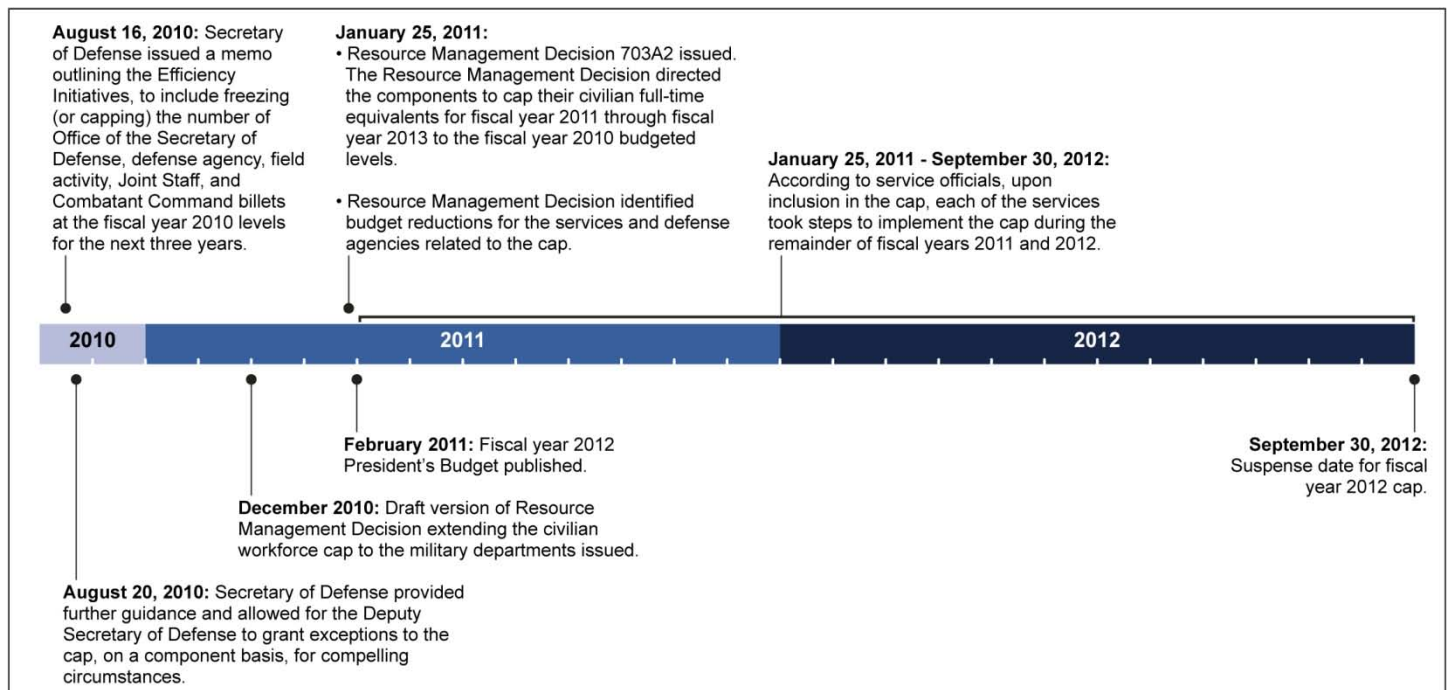 August 16, 2010: Secretary
of Defense issued a memo
outlining the Efficiency
Initiatives, to include freezing
(or capping) the number of
Office of the Secretary of
Defense, defense agency, field
activity, Joint Staff, and
Combatant Command billets
at the fiscal year 2010 levels
for the next three years.
January 25, 2011:
• Resource Management Decision 703A2 issued.
The Resource Management Decision directed
the components to cap their civilian full-time
equivalents for fiscal year 2011 through fiscal
year 2013 to the fiscal year 2010 budgeted
levels.
• Resource Management Decision identified
budget reductions for the services and defense
agencies related to the cap.
January 25, 2011 - September 30, 2012:
According to service officials, upon
inclusion in the cap, each of the services
took steps to implement the cap during the
remainder of fiscal years 2011 and 2012.
2010
2011
2012
February 2011: Fiscal year 2012
President's Budget published.
September 30, 2012:
Suspense date for fiscal
year 2012 cap.
December 2010: Draft version of Resource
Management Decision extending the civilian
workforce cap to the military departments issued.
August 20, 2010: Secretary of Defense provided
further guidance and allowed for the Deputy
Secretary of Defense to grant exceptions to the
cap, on a component basis, for compelling
circumstances.